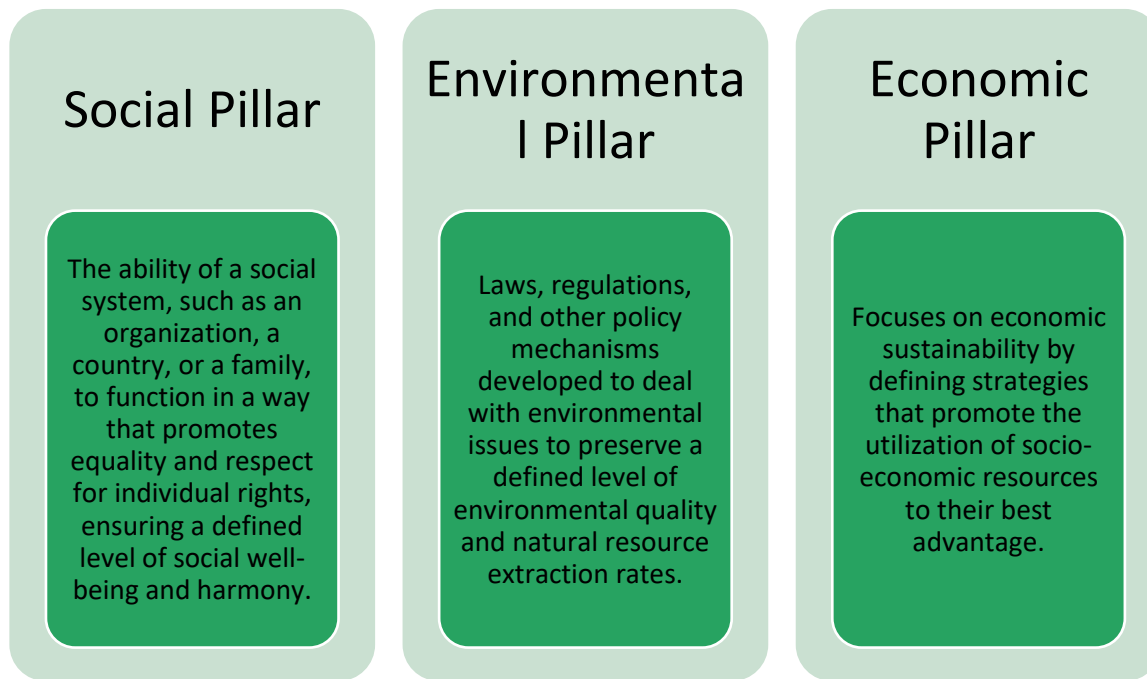 Social Pillar
The ability of a social
system, such as an
organization, a
country, or a family,
to function in a way
that promotes
equality and respect
for individual rights,
ensuring a defined
level of social well-
being and harmony.
Environmenta
l Pillar
Laws, regulations,
and other policy
mechanisms
developed to deal
with environmental
issues to preserve a
defined level of
environmental quality
and natural resource
extraction rates.
Economic
Pillar
Focuses on economic
sustainability by
defining strategies
that promote the
utilization of socio-
economic resources
to their best
advantage.